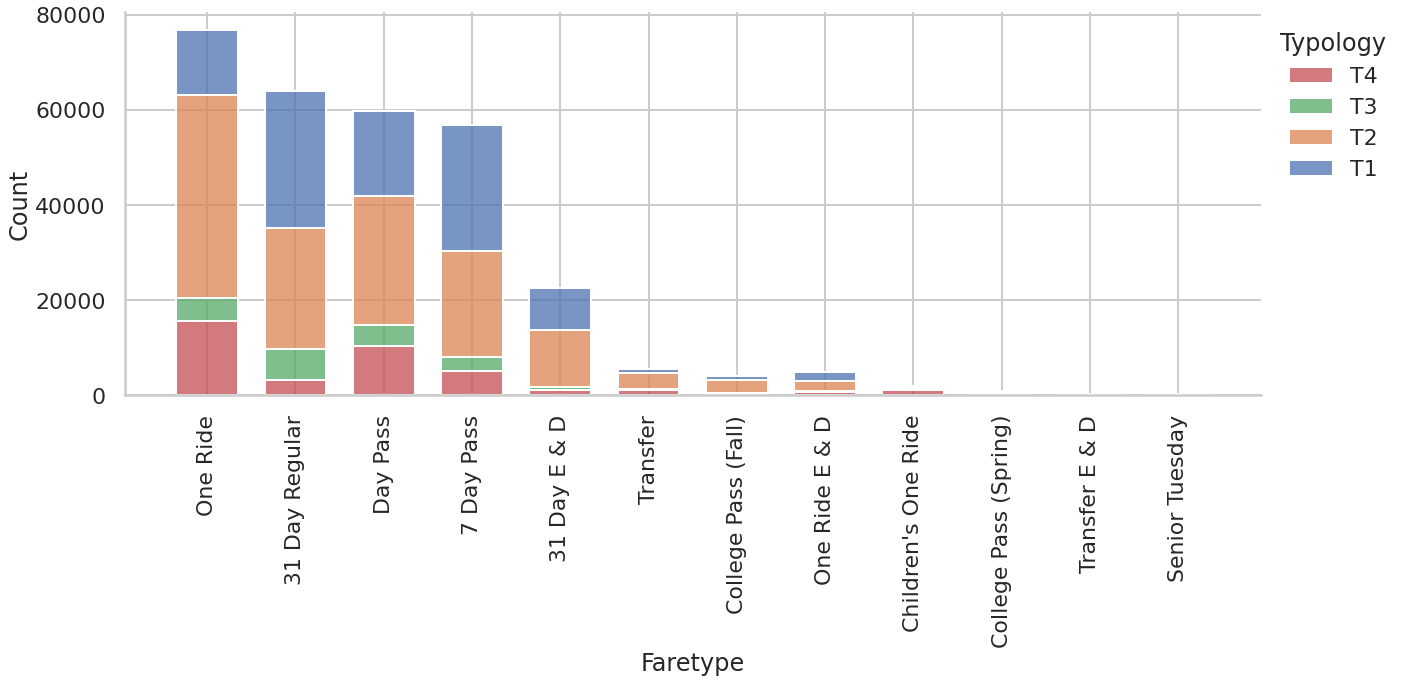 80000
60000
40000
20000
0
Count
One Ride
31 Day Regular
Day Pass
7 Day Pass
31 Day E & D
Transfer
College Pass (Fall)
One Ride E & D
Children's One Ride
College Pass (Spring)
Transfer E & D
Senior Tuesday
Faretype
Typology
T4
T3
T2
T1